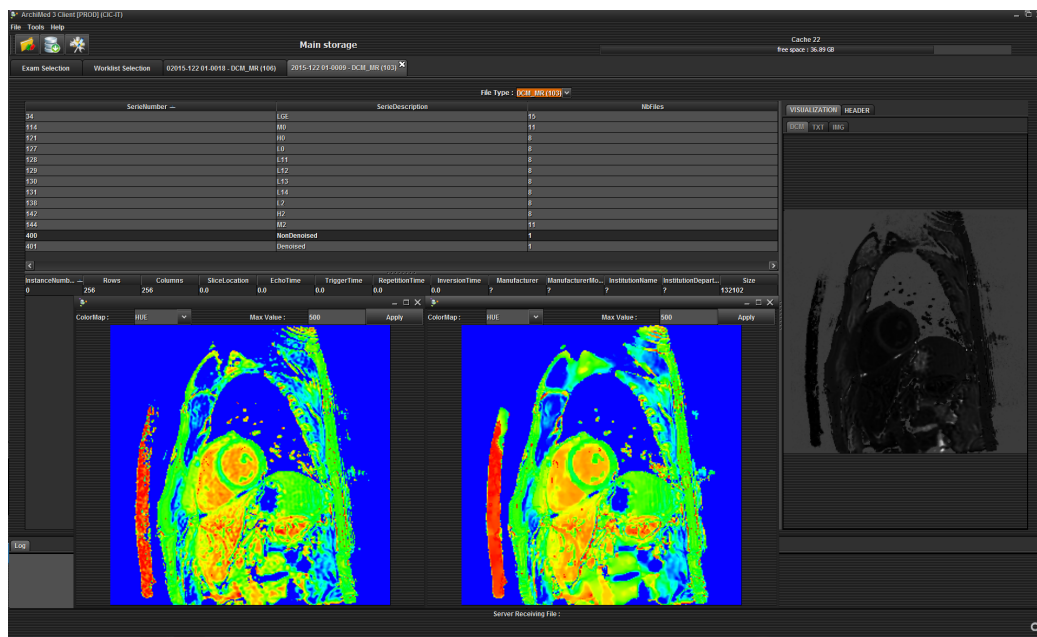 ArchiMed 3 Client [PROD] (CIC-IT)
File Tools Help
Main storage
Cache 22
free space : 36.89 GB
Exam Selection Worklist Selection 02015-122 01-0018 - DCM_MR (106) 2015-122 01-0009 - DCM_MR (103)
File Type : DCM_MR (103)
SerieNumber SerieDescription NbFiles
34 LGE 15
114 M0 11
121 H0 8
127 L0 8
128 L11 8
129 L12 8
130 L13 8
131 L14 8
138 L2 8
142 H2 8
144 M2 11
400 NonDenoised 1
401 Denoised 1
VISUALIZATION HEADER
DCM TXT IMG
InstanceNumb... Rows Columns SliceLocation EchoTime TriggerTime RepetitionTime InversionTime Manufacturer ManufacturerMo... InstitutionName InstitutionDepart... Size
0 256 256 0.0 0.0 0.0 0.0 0.0 ? ? ? ? 132102
ColorMap : HUE Max Value : 500 Apply
ColorMap : HUE Max Value : 500 Apply
Log
Server Receiving File :